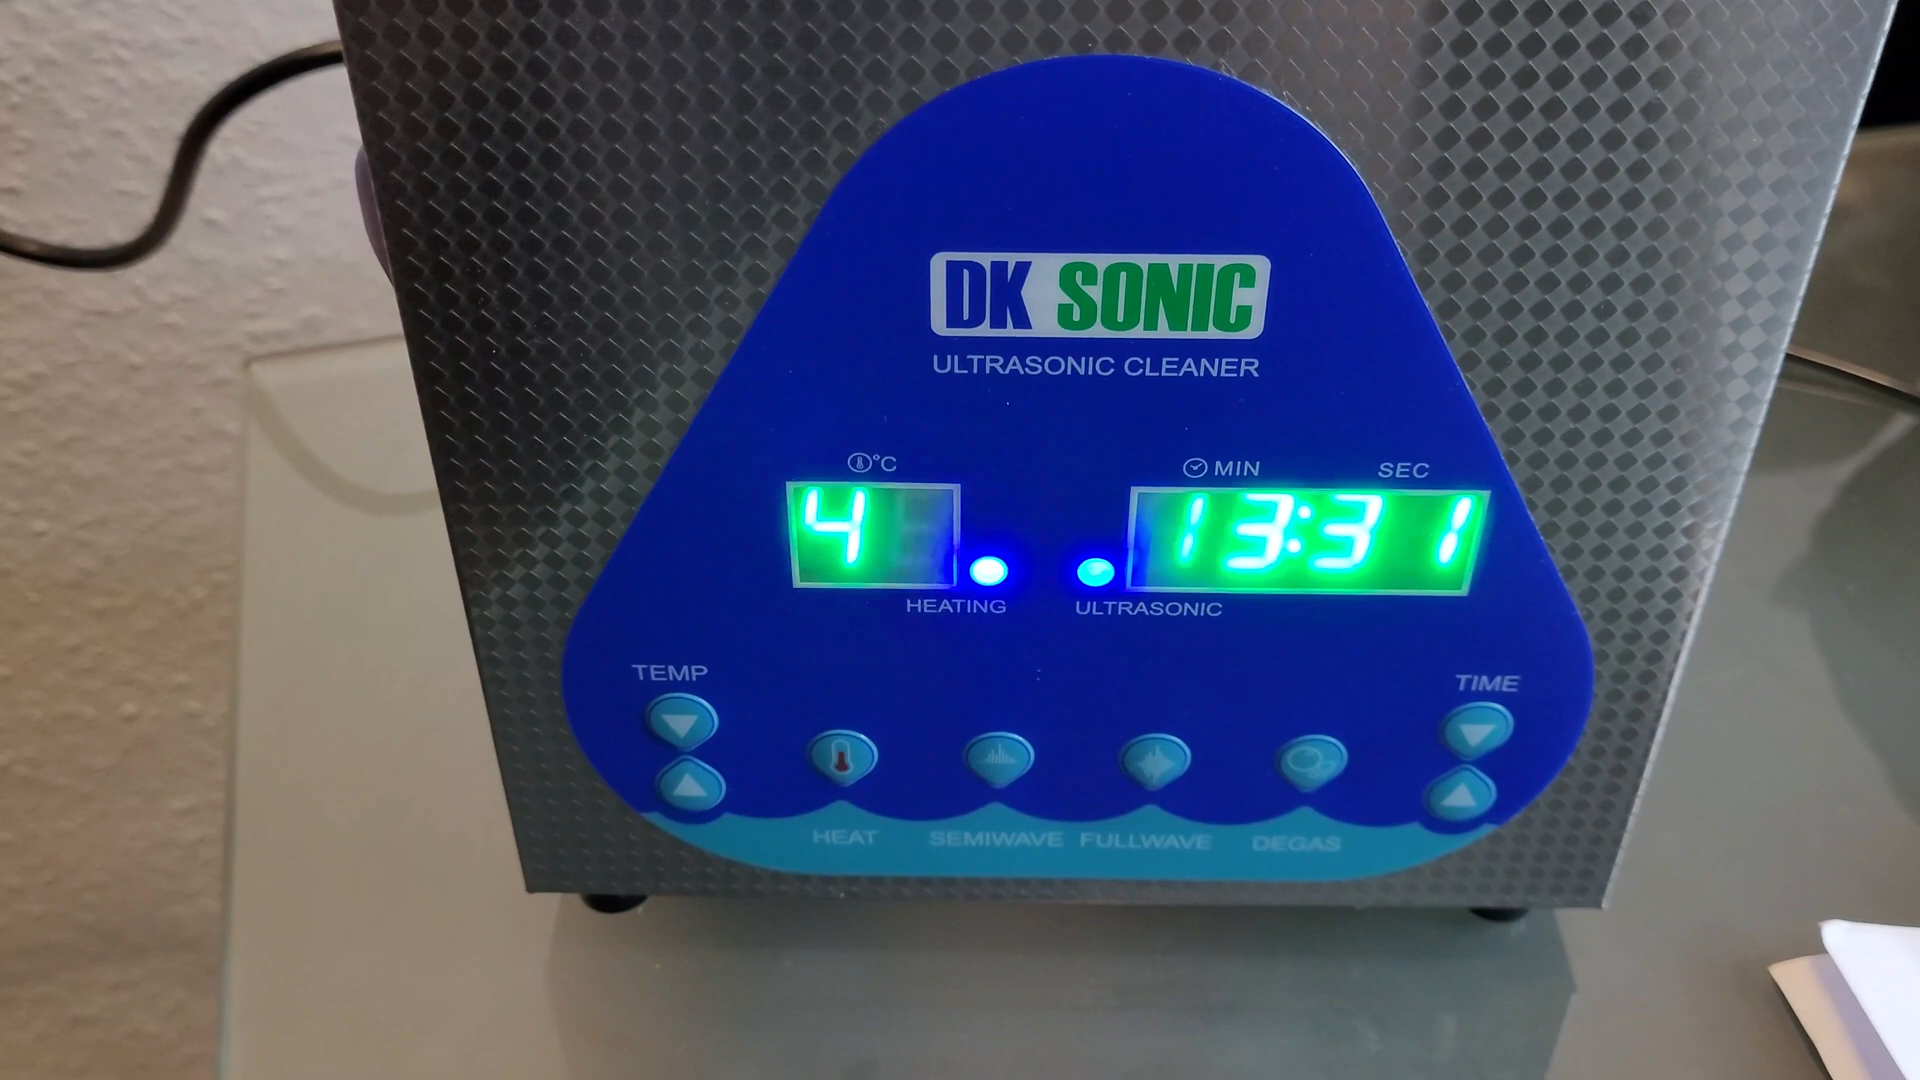 DK SONIC
ULTRASONIC CLEANER
°C
MIN SEC
4
13:31
HEATING
ULTRASONIC
TEMP
TIME
HEAT
SEMIWAVE
FULLWAVE
DEGAS